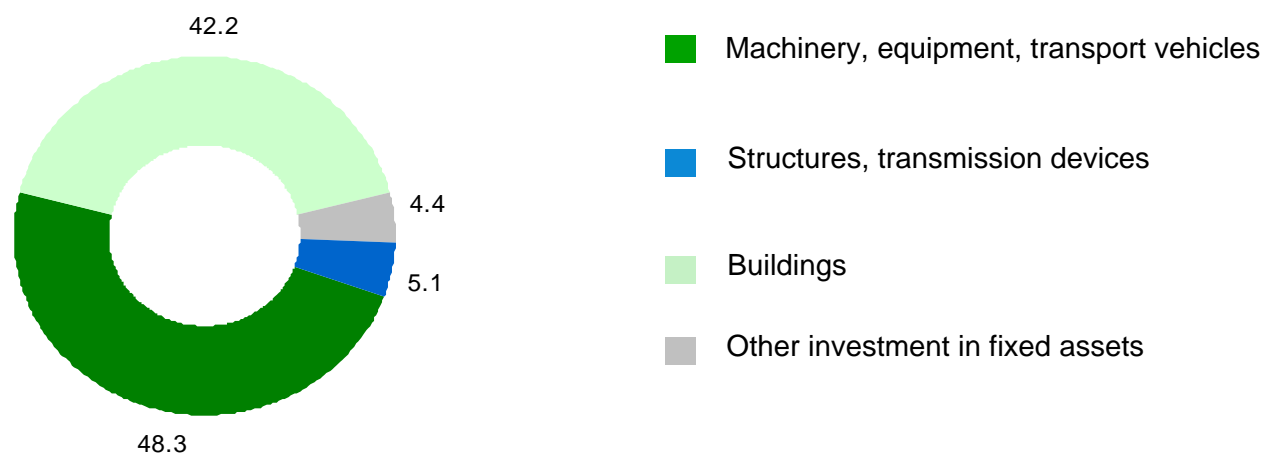 42.2
Machinery, equipment, transport vehicles
Structures, transmission devices
4.4
Buildings
5.1
Other investment in fixed assets
48.3